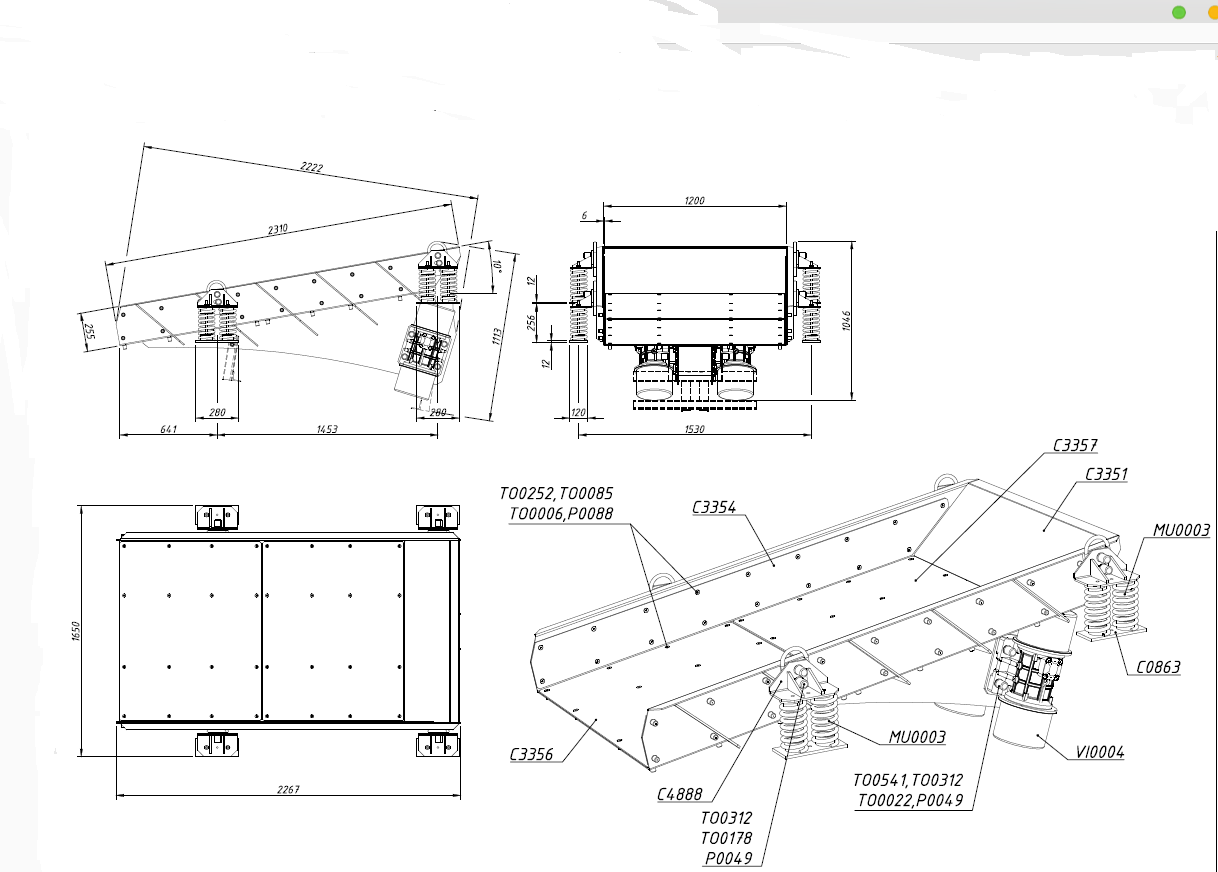 2222
2310
10°
255
1113
280
280
641
1453
1200
6
12
256
12
1046
120
1530
C3357
C3351
TO0252,TO0085
TO0006,P0088
C3354
MU0003
1650
C0863
MU0003
VI0004
C3356
TO0541,TO0312
TO0022,P0049
C4888
2267
TO0312
TO0178
P0049